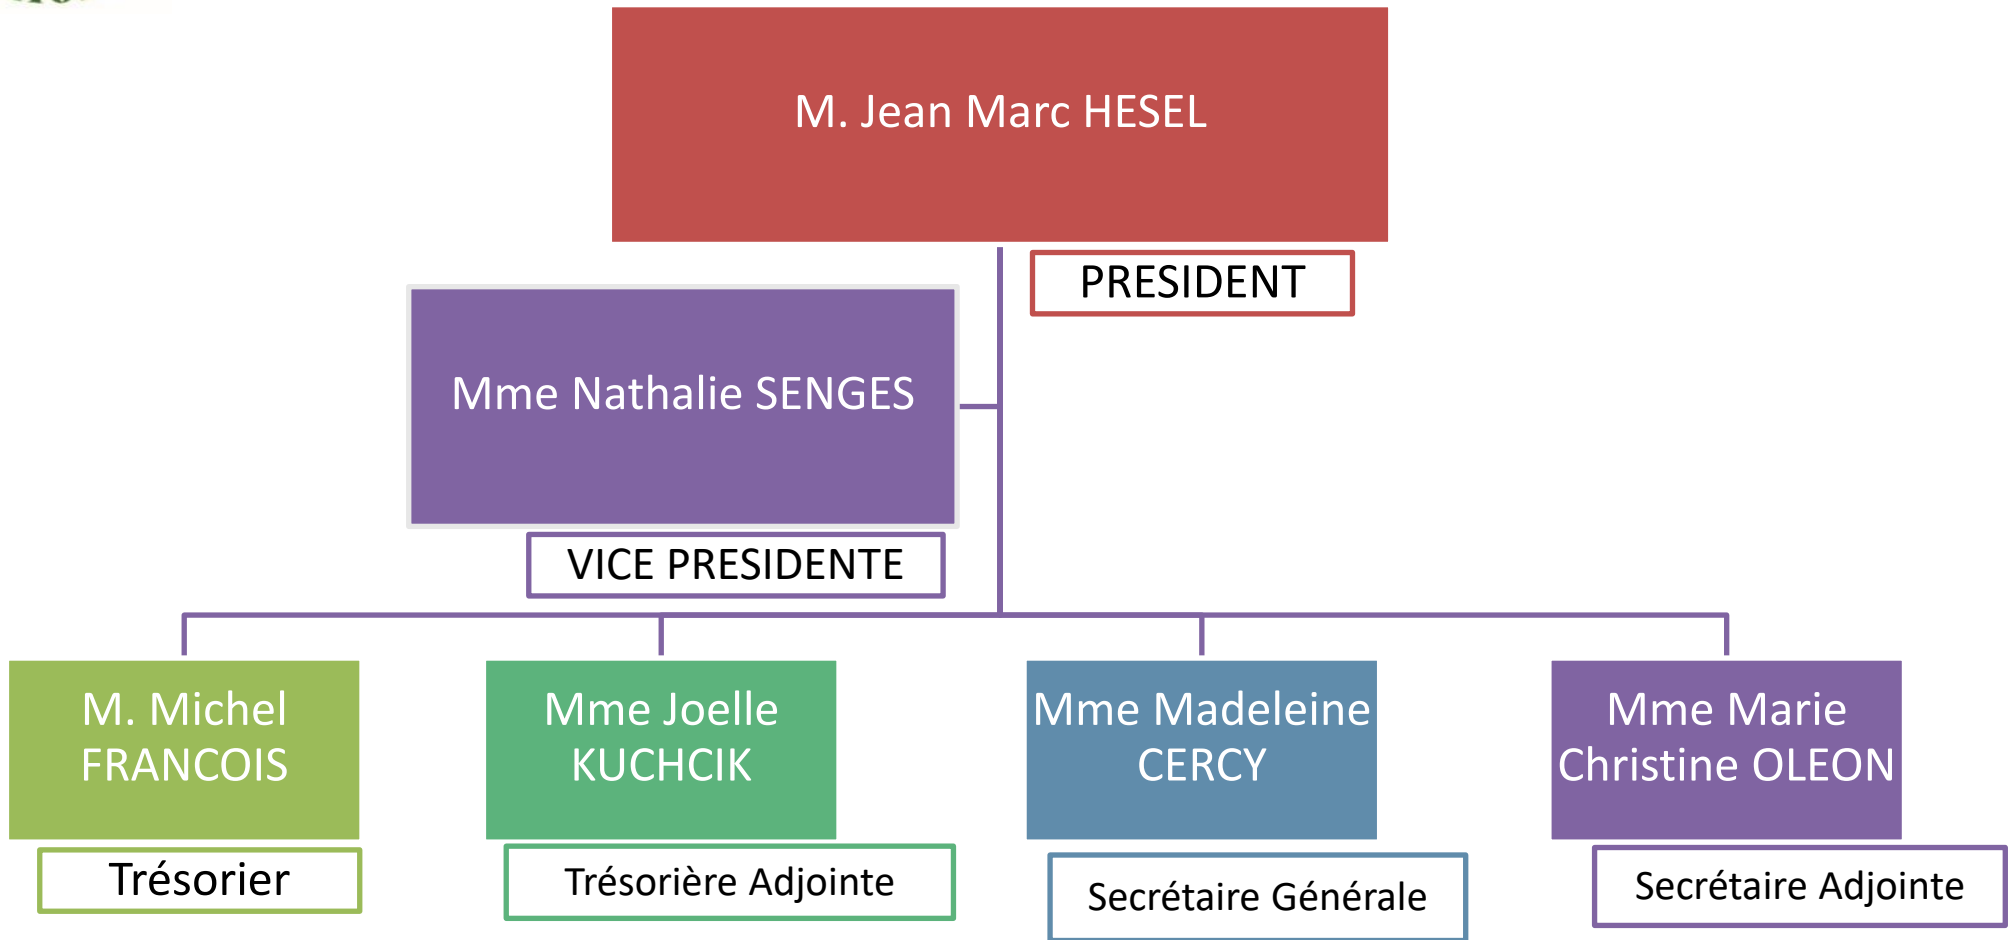 M. Jean Marc HESEL
PRESIDENT
Mme Nathalie SENGES
VICE PRESIDENTE
M. Michel
FRANCOIS
Trésorier
Mme Joelle
KUCHCIK
Trésorière Adjointe
Mme Madeleine
CERCY
Secrétaire Générale
Mme Marie
Christine OLEON
Secrétaire Adjointe